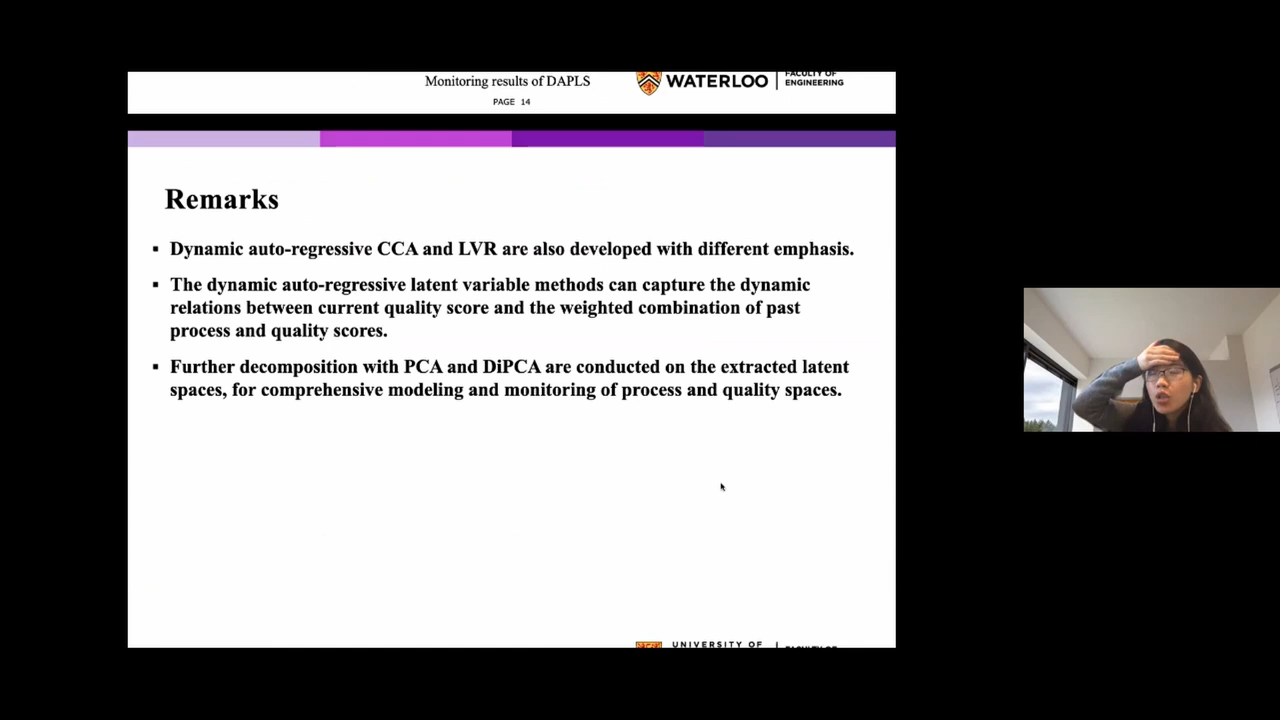 Monitoring results of DAPLS
PAGE 14
WATERLOO
FACULTY OF
ENGINEERING
Remarks
▪ Dynamic auto-regressive CCA and LVR are also developed with different emphasis.
▪ The dynamic auto-regressive latent variable methods can capture the dynamic
relations between current quality score and the weighted combination of past
process and quality scores.
▪ Further decomposition with PCA and DiPCA are conducted on the extracted latent
spaces, for comprehensive modeling and monitoring of process and quality spaces.
UNIVERSITY OF
FACULTY OF